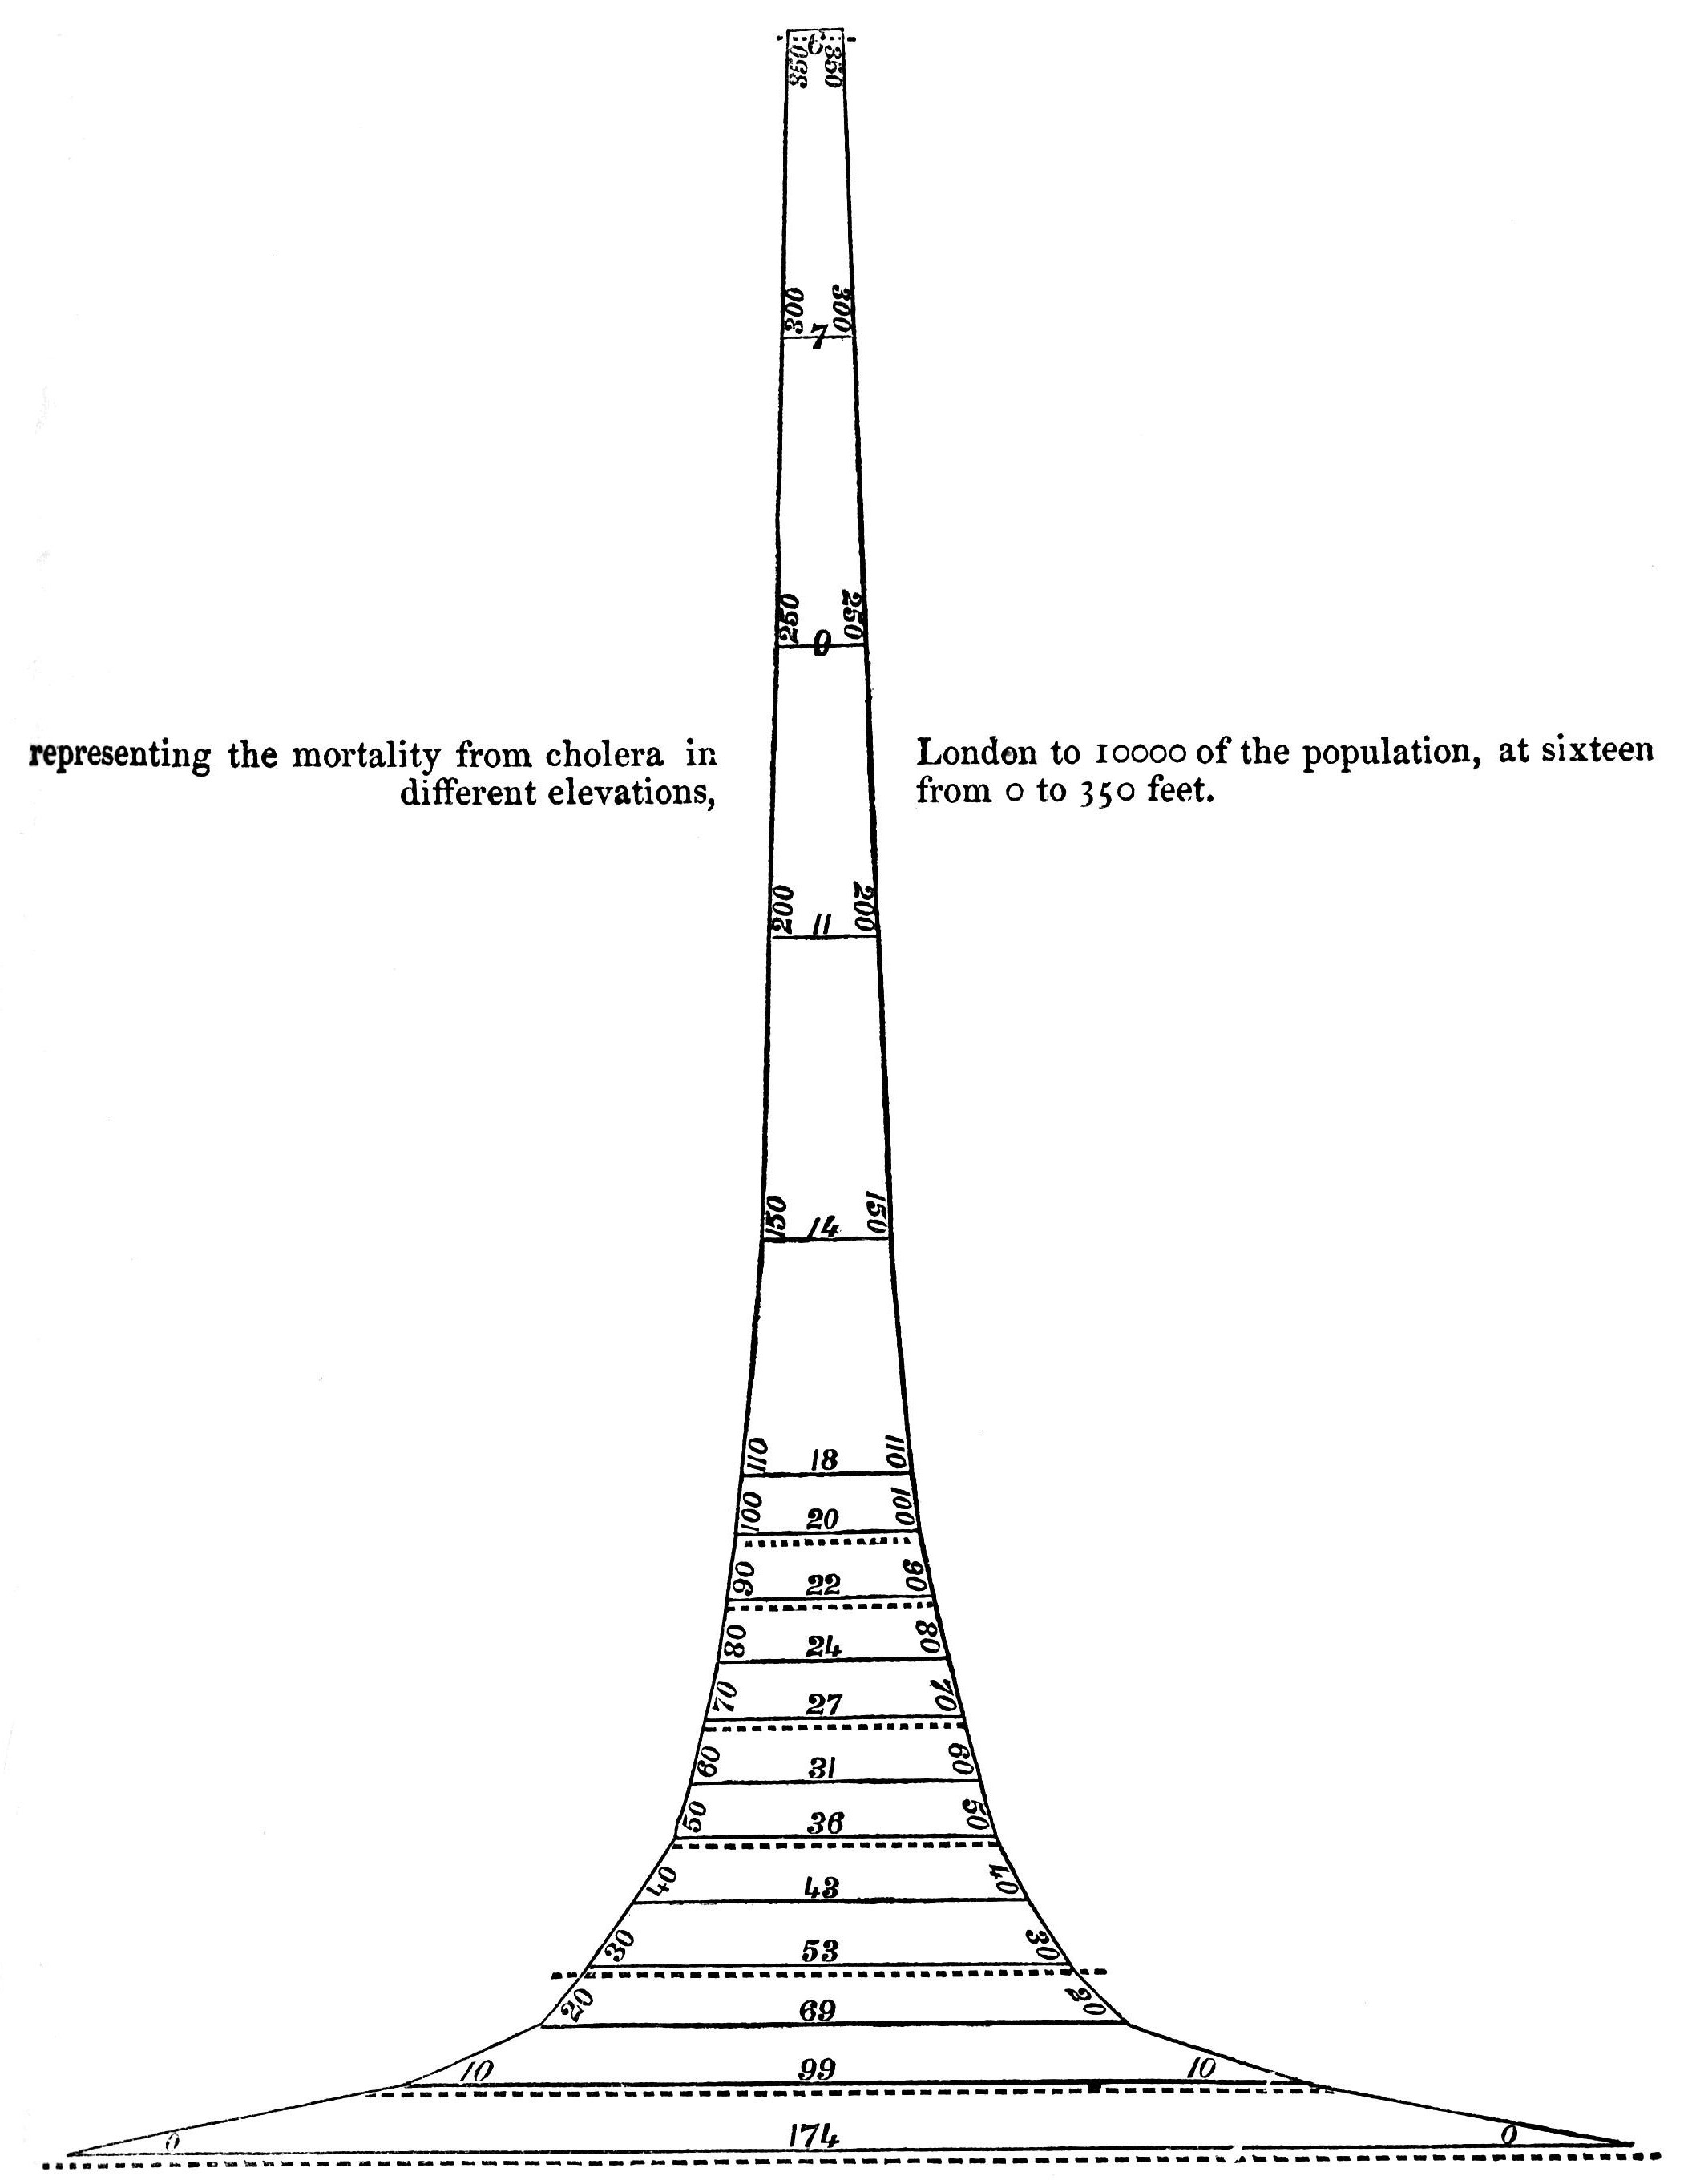 6
350 350
300 7 300
250 250
representing the mortality from cholera in London to 10000 of the population, at sixteen
different elevations, from 0 to 350 feet.
200 11 200
150 14 150
110 18 110
100 20 100
90 22 90
80 24 80
70 27 70
60 31 60
50 36 50
40 43 40
30 53 30
20 69 20
10 99 10
0 174 0